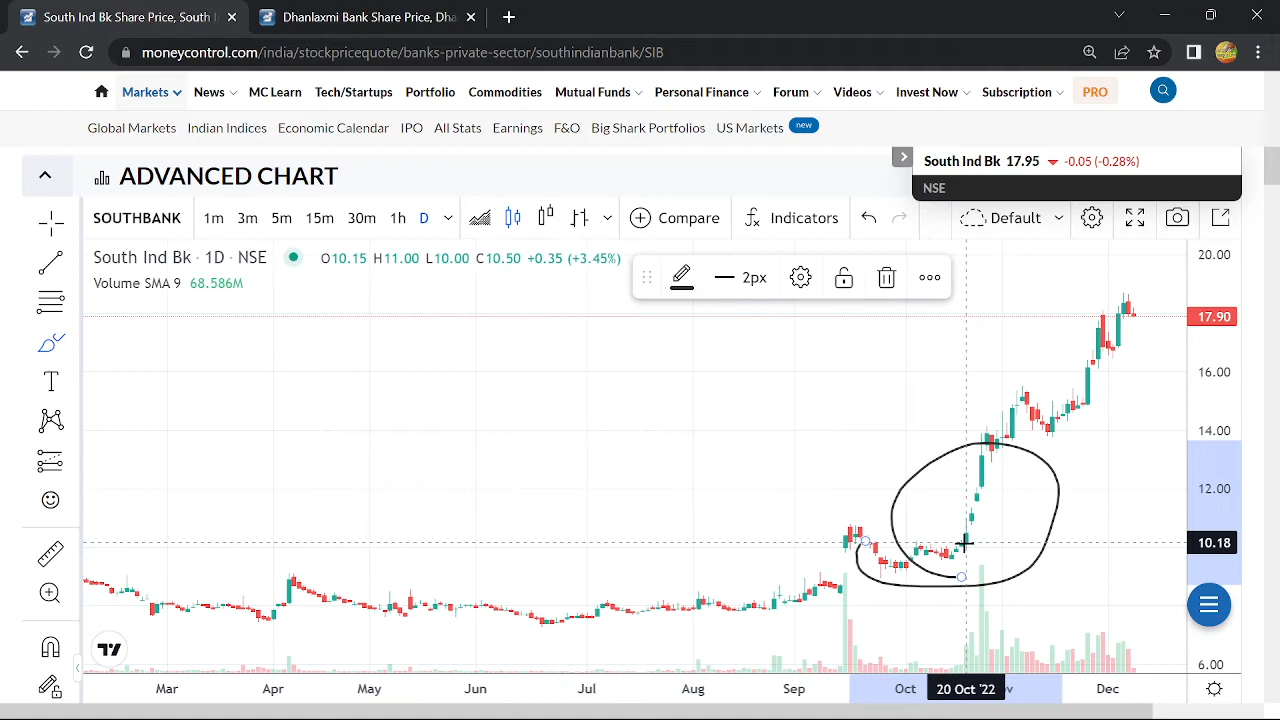 South Ind Bk Share Price, South I
Dhanlaxmi Bank Share Price, Dha
moneycontrol.com/india/stockpricequote/banks-private-sector/southindianbank/SIB
Markets News MC Learn Tech/Startups Portfolio Commodities Mutual Funds Personal Finance Forum Videos Invest Now Subscription PRO
Global Markets Indian Indices Economic Calendar IPO All Stats Earnings F&O Big Shark Portfolios US Markets new
ADVANCED CHART
South Ind Bk 17.95 -0.05 (-0.28%)
NSE
SOUTHBANK 1m 3m 5m 15m 30m 1h D Compare Indicators Default
South Ind Bk · 1D · NSE O10.15 H11.00 L10.00 C10.50 +0.35 (+3.45%)
2px
Volume SMA 9 68.586M
20.00
17.90
16.00
14.00
12.00
10.18
6.00
Mar Apr May Jun Jul Aug Sep Oct 20 Oct '22 Dec